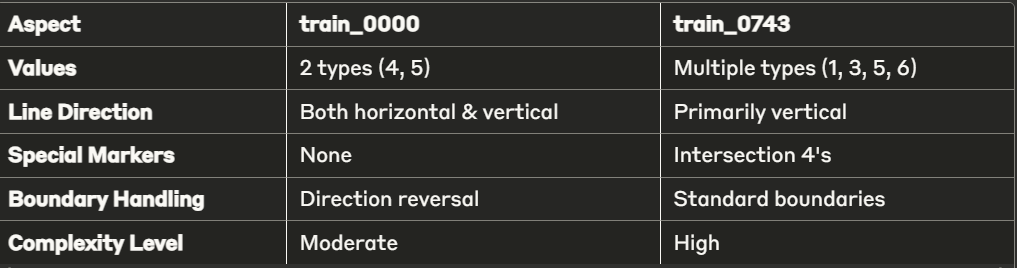 Aspect train_0000 train_0743
Values 2 types (4, 5) Multiple types (1, 3, 5, 6)
Line Direction Both horizontal & vertical Primarily vertical
Special Markers None Intersection 4's
Boundary Handling Direction reversal Standard boundaries
Complexity Level Moderate High